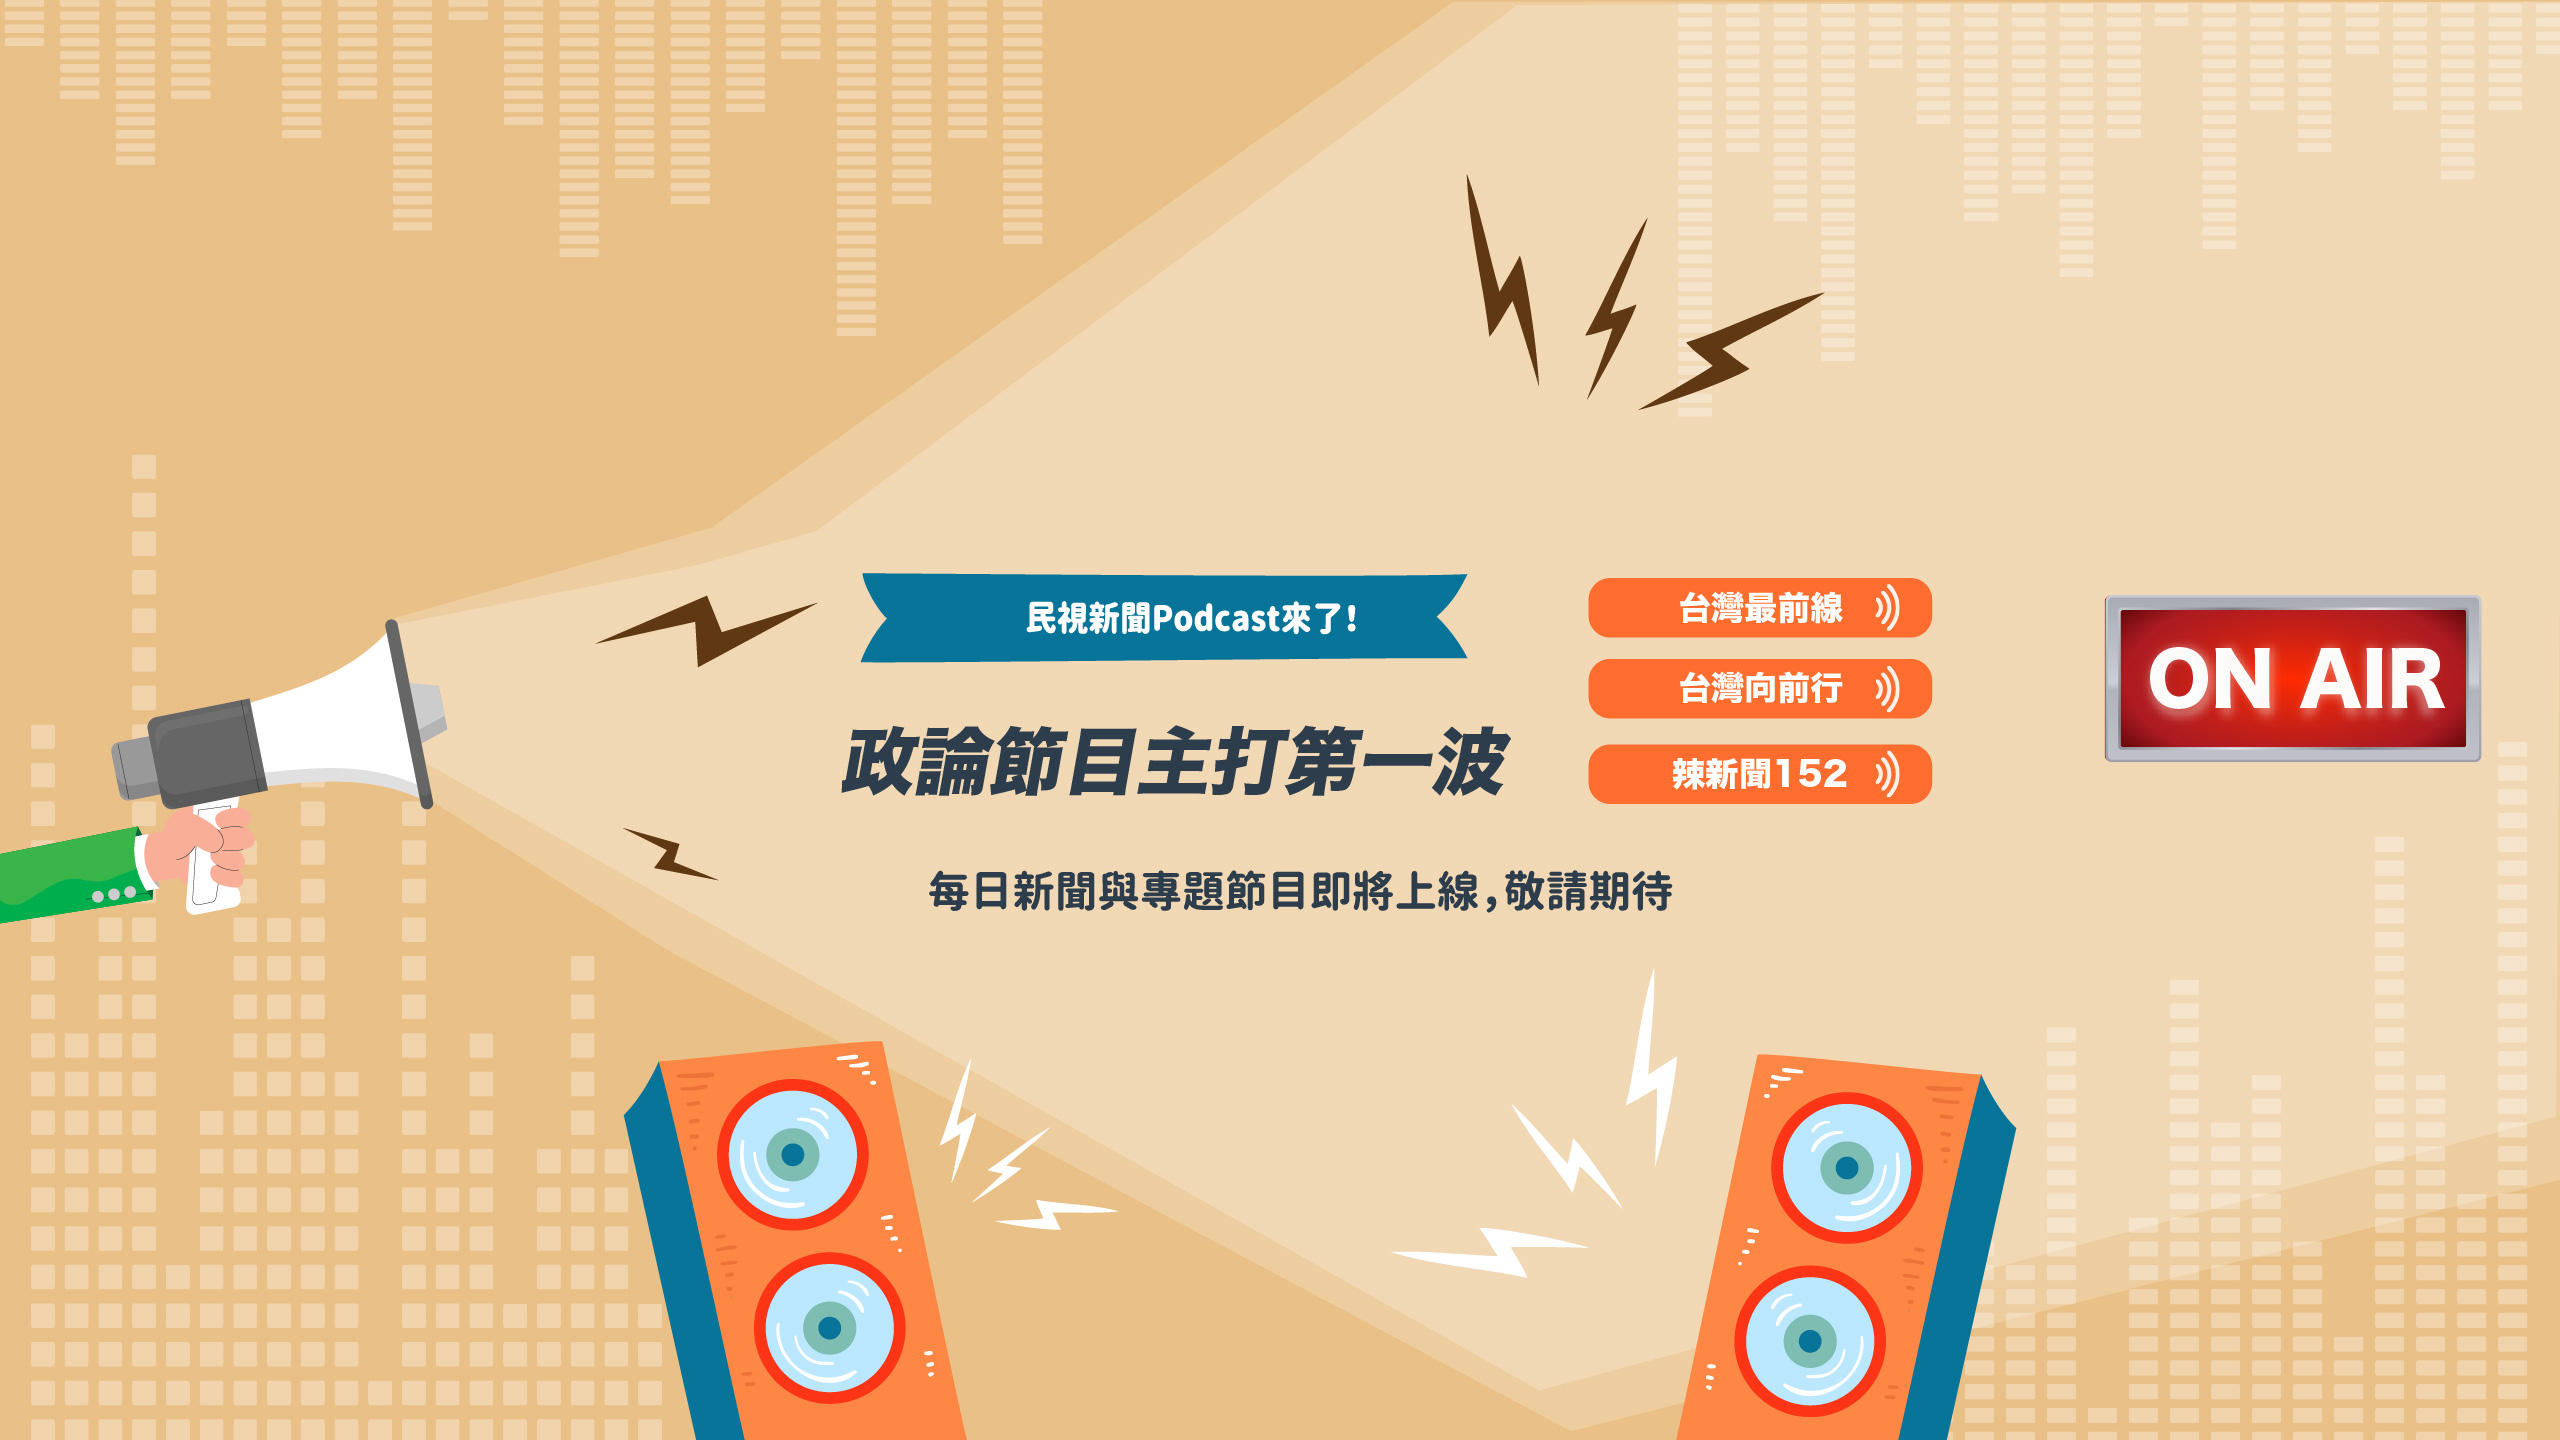 民視新聞Podcast來了!
政論節目主打第一波
台灣最前線
台灣向前行
辣新聞152
ON AIR
每日新聞與專題節目即將上線,敬請期待